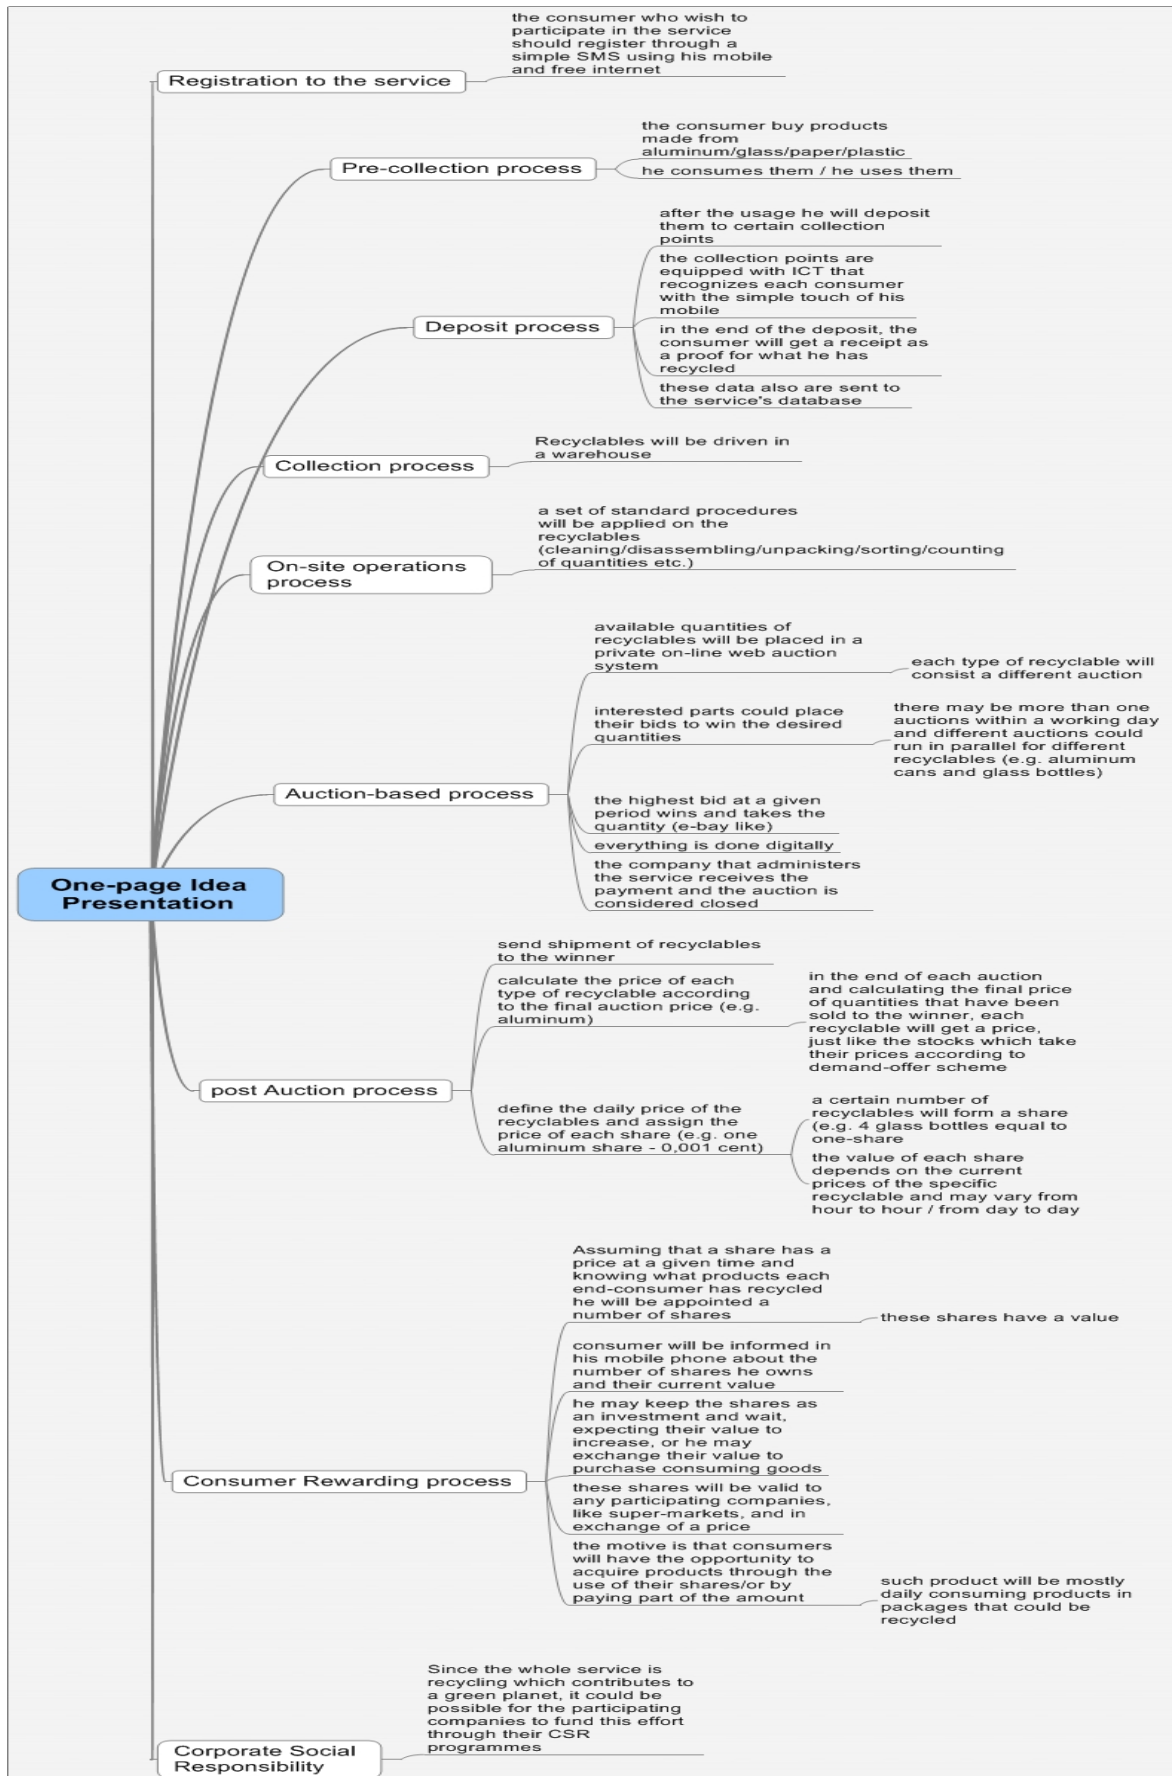 the consumer who wish to
participate in the service
should register through a
simple SMS using his mobile
and free internet
Registration to the service
the consumer buy products
made from
aluminum/glass/paper/plastic
Pre-collection process
he consumes them / he uses them
after the usage he will deposit
them to certain collection
points
the collection points are
equipped with ICT that
recognizes each consumer
with the simple touch of his
mobile
Deposit process
in the end of the deposit, the
consumer will get a receipt as
a proof for what he has
recycled
these data also are sent to
the service's database
Recyclables will be driven in
a warehouse
Collection process
a set of standard procedures
will be applied on the
recyclables
(cleaning/disassembling/unpacking/sorting/counting
of quantities etc.)
On-site operations
process
available quantities of
recyclables will be placed in a
private on-line web auction
system
each type of recyclable will
consist a different auction
interested parts could place
their bids to win the desired
quantities
there may be more than one
auctions within a working day
and different auctions could
run in parallel for different
recyclables (e.g. aluminum
cans and glass bottles)
Auction-based process
the highest bid at a given
period wins and takes the
quantity (e-bay like)
everything is done digitally
the company that administers
the service receives the
payment and the auction is
considered closed
One-page Idea
Presentation
send shipment of recyclables
to the winner
calculate the price of each
type of recyclable according
to the final auction price (e.g.
aluminum)
in the end of each auction
and calculating the final price
of quantities that have been
sold to the winner, each
recyclable will get a price,
just like the stocks which take
their prices according to
demand-offer scheme
post Auction process
define the daily price of the
recyclables and assign the
price of each share (e.g. one
aluminum share - 0,001 cent)
a certain number of
recyclables will form a share
(e.g. 4 glass bottles equal to
one-share
the value of each share
depends on the current
prices of the specific
recyclable and may vary from
hour to hour / from day to day
Assuming that a share has a
price at a given time and
knowing what products each
end-consumer has recycled
he will be appointed a
number of shares
these shares have a value
consumer will be informed in
his mobile phone about the
number of shares he owns
and their current value
he may keep the shares as
an investment and wait,
expecting their value to
increase, or he may
exchange their value to
purchase consuming goods
Consumer Rewarding process
these shares will be valid to
any participating companies,
like super-markets, and in
exchange of a price
the motive is that consumers
will have the opportunity to
acquire products through the
use of their shares/or by
paying part of the amount
such product will be mostly
daily consuming products in
packages that could be
recycled
Since the whole service is
recycling which contributes to
a green planet, it could be
possible for the participating
companies to fund this effort
through their CSR
programmes
Corporate Social
Responsibility